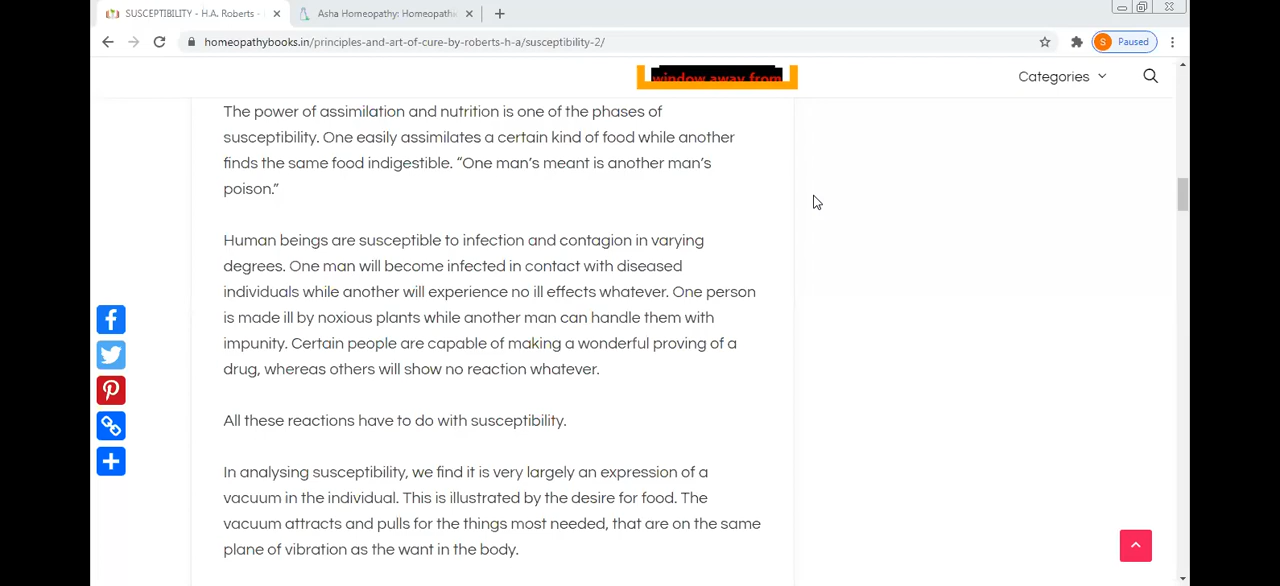 SUSCEPTIBILITY - H.A. Roberts -
Asha Homeopathy: Homeopathic
homeopathybooks.in/principles-and-art-of-cure-by-roberts-h-a/susceptibility-2/
S Paused
window away from
Categories
The power of assimilation and nutrition is one of the phases of
susceptibility. One easily assimilates a certain kind of food while another
finds the same food indigestible. “One man’s meant is another man’s
poison.”
Human beings are susceptible to infection and contagion in varying
degrees. One man will become infected in contact with diseased
individuals while another will experience no ill effects whatever. One person
is made ill by noxious plants while another man can handle them with
impunity. Certain people are capable of making a wonderful proving of a
drug, whereas others will show no reaction whatever.
All these reactions have to do with susceptibility.
In analysing susceptibility, we find it is very largely an expression of a
vacuum in the individual. This is illustrated by the desire for food. The
vacuum attracts and pulls for the things most needed, that are on the same
plane of vibration as the want in the body.